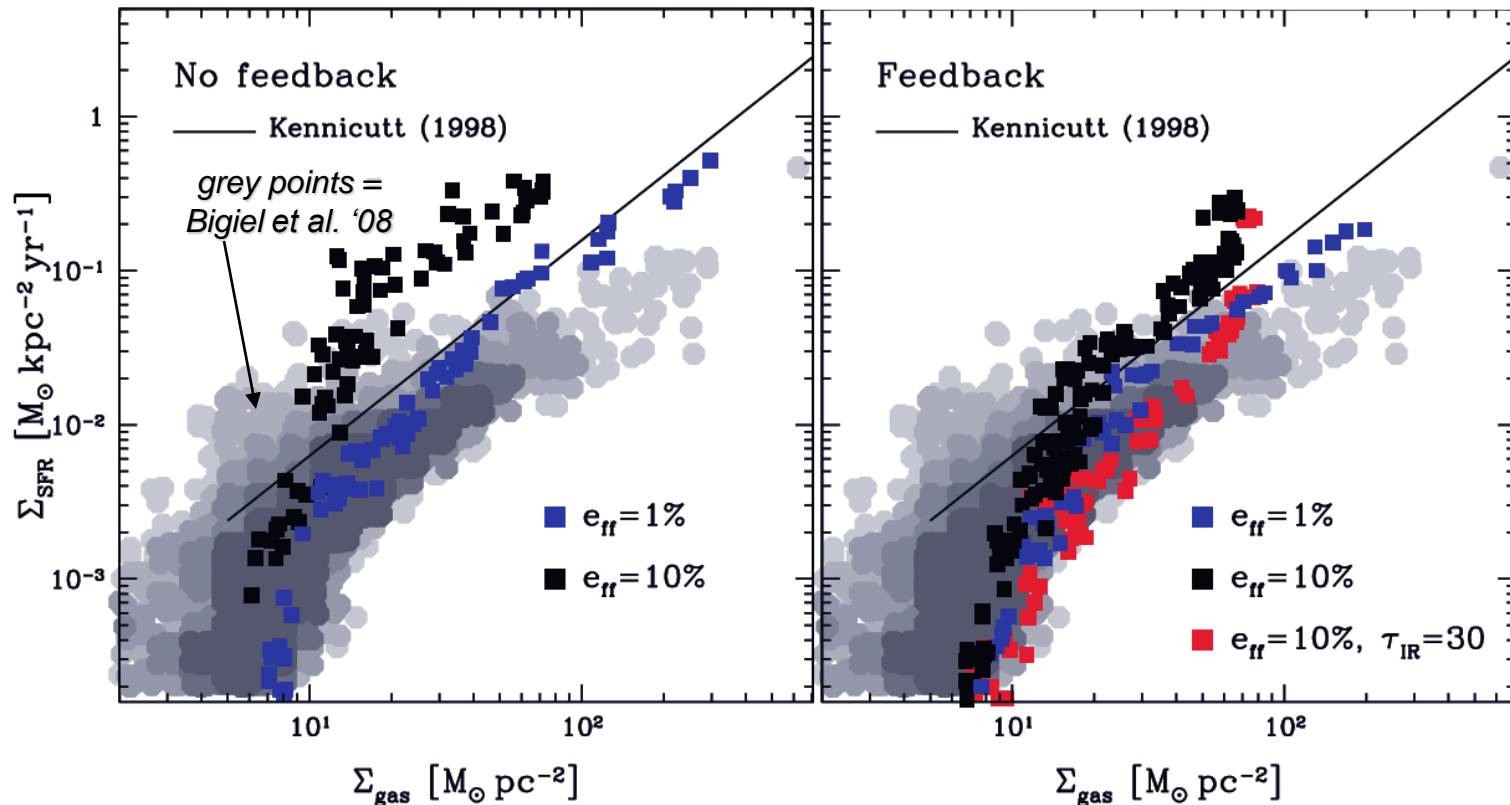 No feedback
Kennicutt (1998)
grey points =
Bigiel et al. ‘08
e_ff=1%
e_ff=10%
Feedback
Kennicutt (1998)
e_ff=1%
e_ff=10%
e_ff=10%, τ_IR=30
1
10⁻¹
10⁻²
10⁻³
Σ_SFR [M_⊙ kpc⁻² yr⁻¹]
10¹ 10² 10¹ 10²
Σ_gas [M_⊙ pc⁻²] Σ_gas [M_⊙ pc⁻²]